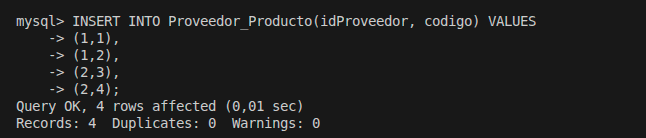 mysql> INSERT INTO Proveedor_Producto(idProveedor, codigo) VALUES
    -> (1,1),
    -> (1,2),
    -> (2,3),
    -> (2,4);
Query OK, 4 rows affected (0,01 sec)
Records: 4  Duplicates: 0  Warnings: 0